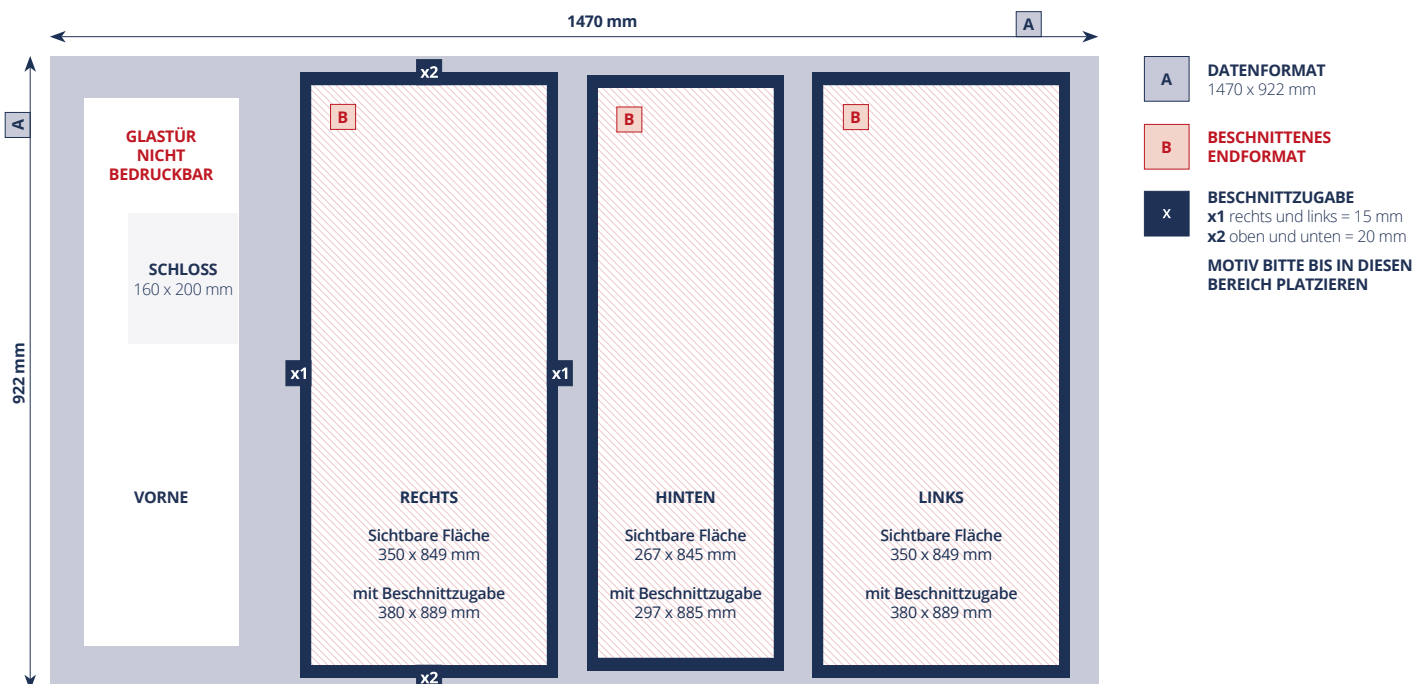 1470 mm
A
A
922 mm
GLASTÜR
NICHT
BEDRUCKBAR
SCHLOSS
160 x 200 mm
VORNE
x2
B
x1
x1
RECHTS
Sichtbare Fläche
350 x 849 mm
mit Beschnittzugabe
380 x 889 mm
x2
B
HINTEN
Sichtbare Fläche
267 x 845 mm
mit Beschnittzugabe
297 x 885 mm
B
LINKS
Sichtbare Fläche
350 x 849 mm
mit Beschnittzugabe
380 x 889 mm
A
DATENFORMAT
1470 x 922 mm
B
BESCHNITTENES
ENDFORMAT
x
BESCHNITTZUGABE
x1 rechts und links = 15 mm
x2 oben und unten = 20 mm
MOTIV BITTE BIS IN DIESEN
BEREICH PLATZIEREN